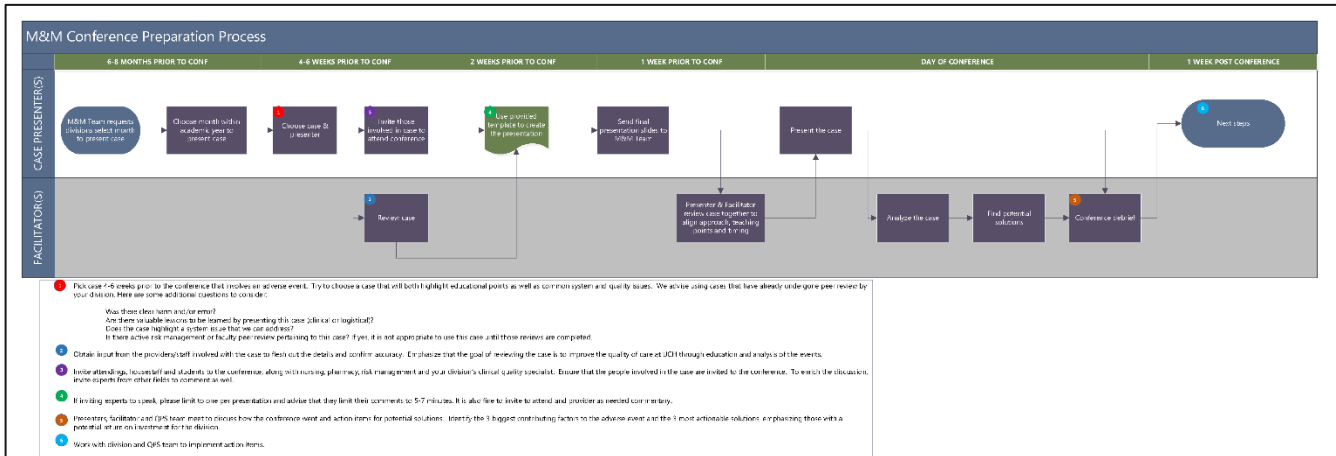 M&M Conference Preparation Process
6-8 MONTHS PRIOR TO CONF
4-6 WEEKS PRIOR TO CONF
2 WEEKS PRIOR TO CONF
1 WEEK PRIOR TO CONF
DAY OF CONFERENCE
1 WEEK POST CONFERENCE
CASE PRESENTER(S)
M&M Team requests
divisions select month
to present case
Choose month within
academic year to
present case
1
Choose case &
presenter
3
Invite those
involved in case to
attend conference
4
Use provided
template to create
the presentation
Send final
presentation slides to
M&M Team
Present the case
6
Next steps
FACILITATOR(S)
2
Review case
Presenter & Facilitator
review case together to
align approach, teaching
points and timing
Analyze the case
Find potential
solutions
5
Conference debrief
1 Pick case 4-6 weeks prior to the conference that involves an adverse event. Try to choose a case that will both highlight educational points as well as common system and quality issues. We advise using cases that have already undergone peer review by
your division. Here are some additional questions to consider:
Was there clear harm and/or error?
Are there valuable lessons to be learned by presenting this case (clinical or logistical)?
Does the case highlight a system issue that we can address?
Is there active risk management or faculty peer review pertaining to this case? If yes, it is not appropriate to use this case until those reviews are completed.
2 Obtain input from the providers/staff involved with the case to flesh out the details and confirm accuracy. Emphasize that the goal of reviewing the case is to improve the quality of care at UCH through education and analysis of the events.
3 Invite attendings, housestaff and students to the conference, along with nursing, pharmacy, risk management and your division's clinical quality specialist. Ensure that the people involved in the case are invited to the conference. To enrich the discussion,
invite experts from other fields to comment as well.
4 If inviting experts to speak, please limit to one per presentation and advise that they limit their comments to 5-7 minutes. It is also fine to invite to attend and provider as needed commentary.
5 Presenters, facilitator and QPS team meet to discuss how the conference went and action items for potential solutions. Identify the 3 biggest contributing factors to the adverse event and the 3 most actionable solutions, emphasizing those with a
potential return on investment for the division.
6 Work with division and QPS team to implement action items.